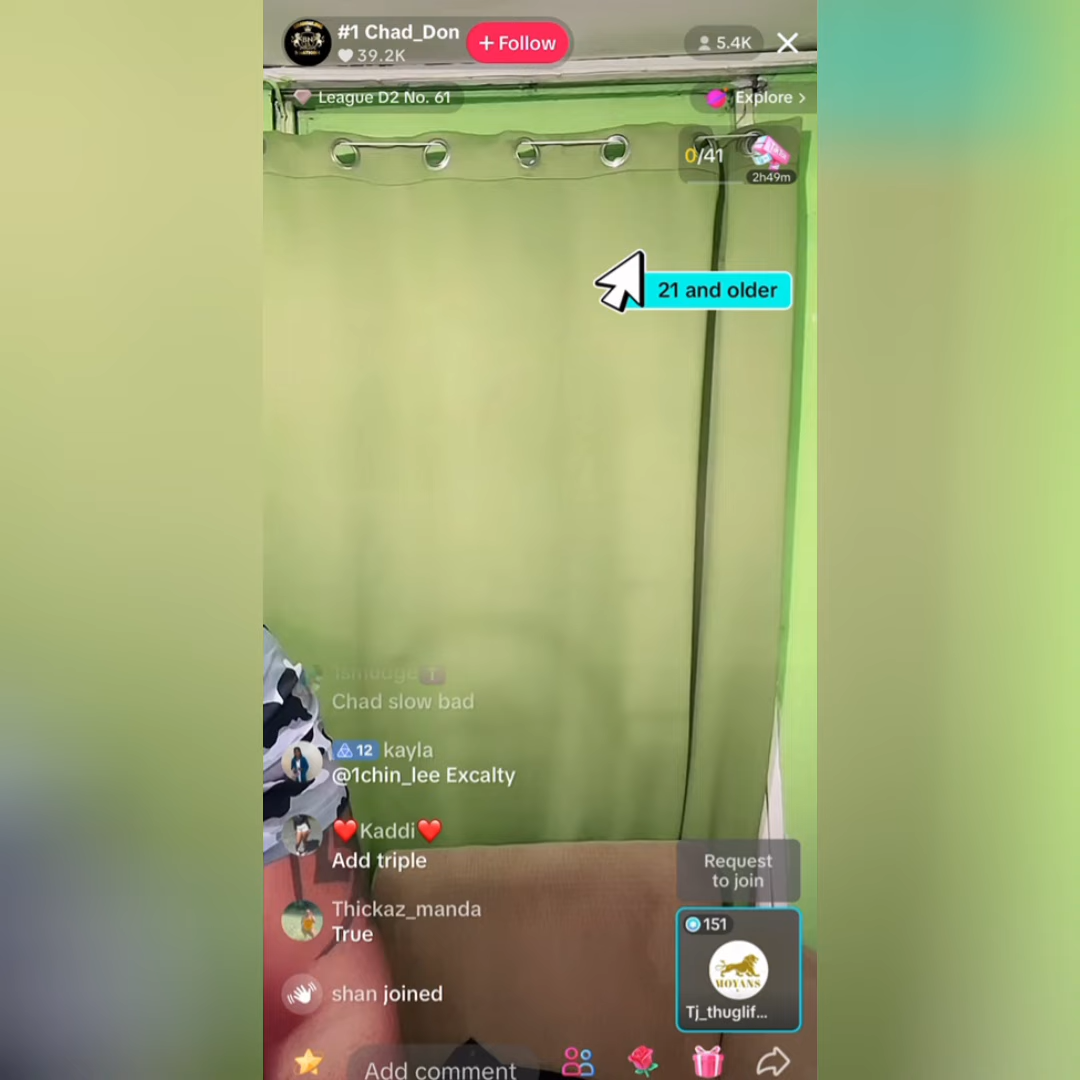 #1 Chad_Don
39.2K
+ Follow
5.4K
League D2 No. 61
Explore >
0/41
2h49m
21 and older
1smudge
Chad slow bad
12 kayla
@1chin_lee Excalty
Kaddi
Add triple
Thickaz_manda
True
shan joined
Request
to join
151
MOYANS
Tj_thuglif...
Add comment